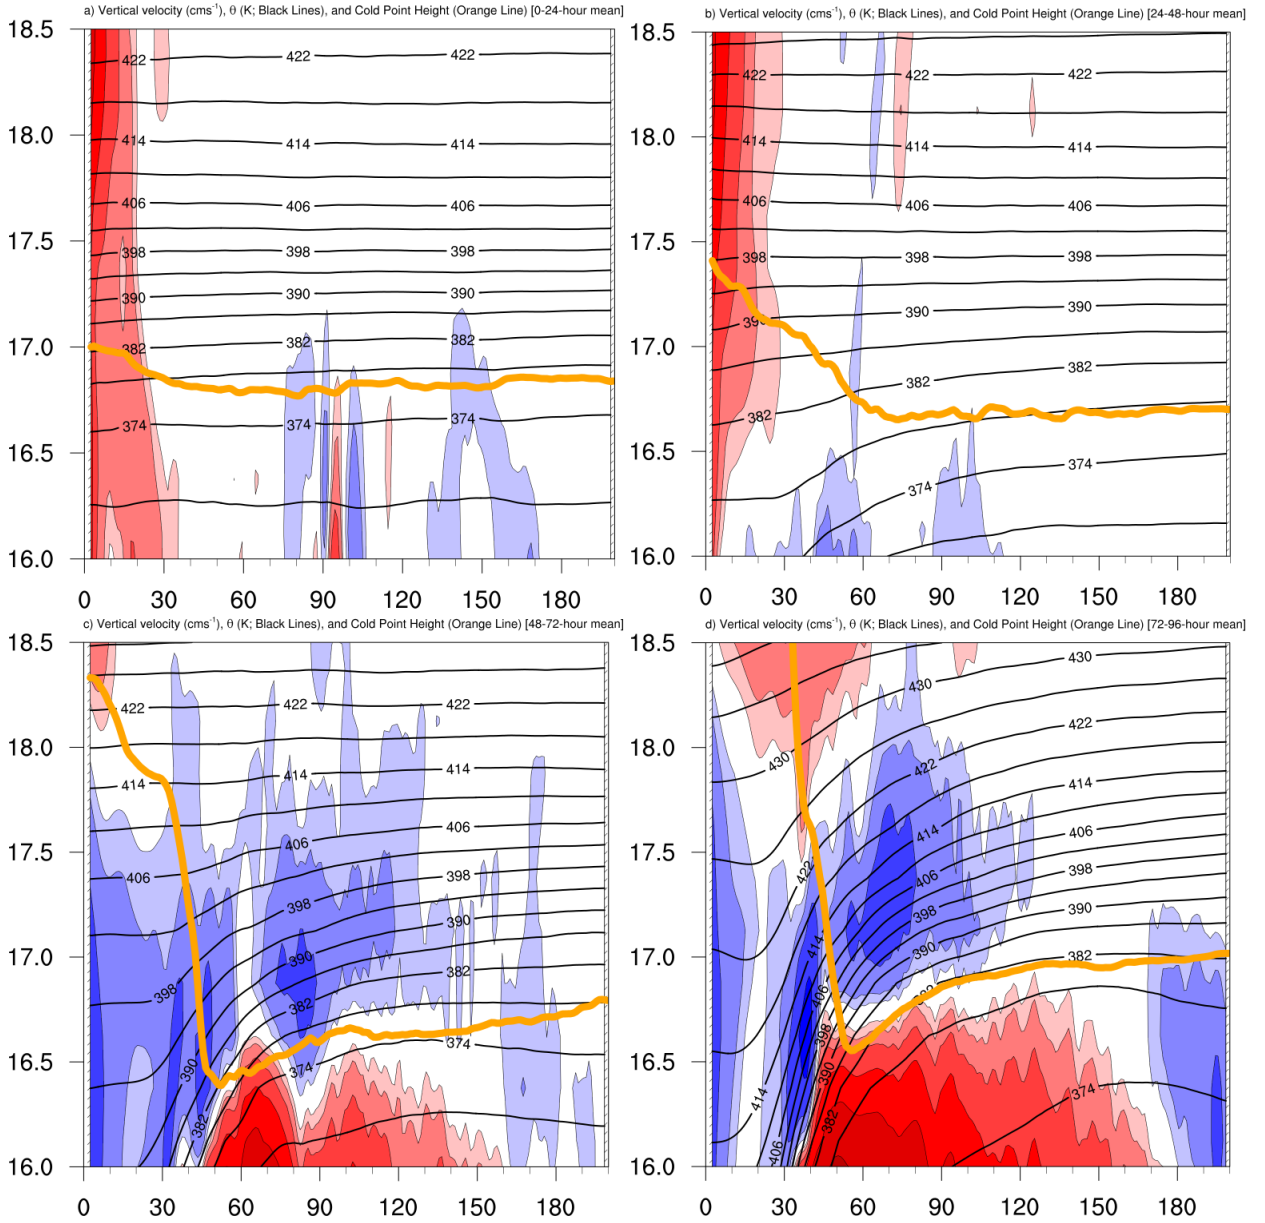 a) Vertical velocity (cms⁻¹), θ (K; Black Lines), and Cold Point Height (Orange Line) [0-24-hour mean]
18.5
18.0
17.5
17.0
16.5
16.0
422 422 422
414 414 414
406 406 406
398 398 398
390 390 390
382 382 382
374 374 374
0 30 60 90 120 150 180
b) Vertical velocity (cms⁻¹), θ (K; Black Lines), and Cold Point Height (Orange Line) [24-48-hour mean]
18.5
18.0
17.5
17.0
16.5
16.0
422 422 422
414 414 414
406 406 406
398 398 398
390 390 390
382 382 382
374 374
0 30 60 90 120 150 180
c) Vertical velocity (cms⁻¹), θ (K; Black Lines), and Cold Point Height (Orange Line) [48-72-hour mean]
18.5
18.0
17.5
17.0
16.5
16.0
422 422 422
414 414 414
406 406 406
398 398 398
390 390 390
382 382 382
374 374
0 30 60 90 120 150 180
d) Vertical velocity (cms⁻¹), θ (K; Black Lines), and Cold Point Height (Orange Line) [72-96-hour mean]
18.5
18.0
17.5
17.0
16.5
16.0
430 430 430
422 422 422
414 414 414 414
406 406 406 406
398 398 398
390 390 390
382 382 382
374
0 30 60 90 120 150 180